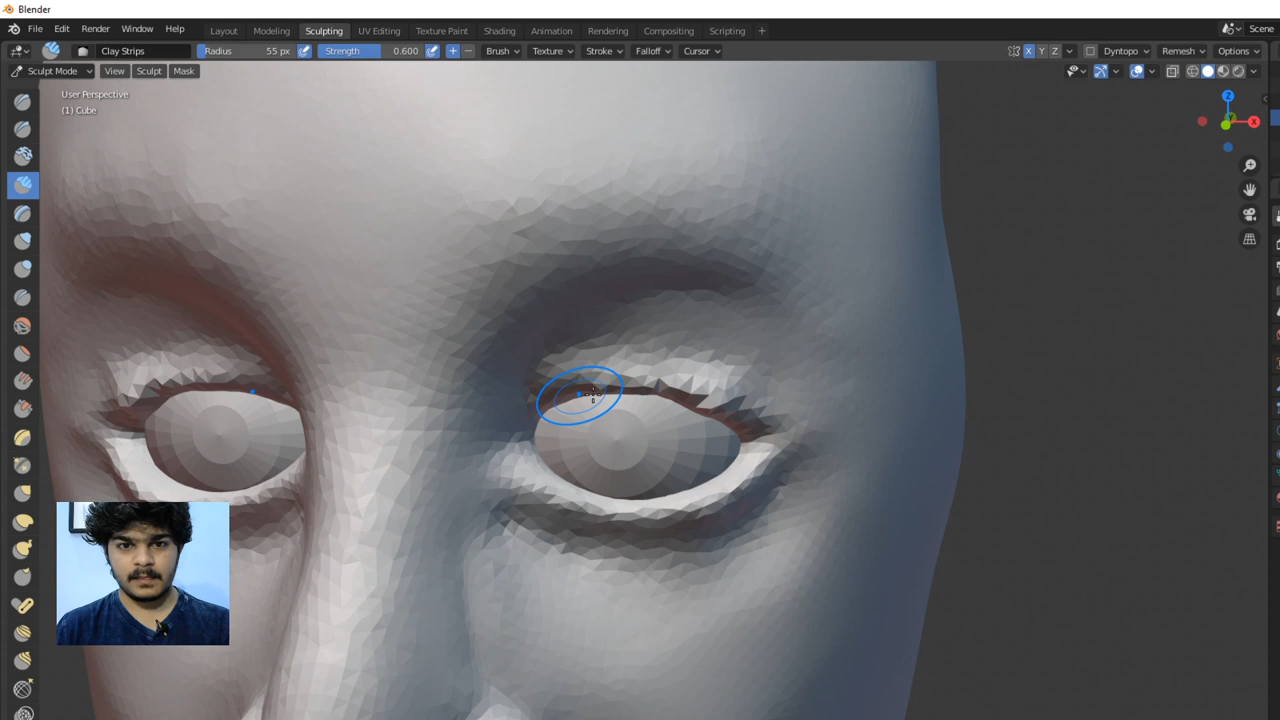 Blender
File Edit Render Window Help Layout Modeling Sculpting UV Editing Texture Paint Shading Animation Rendering Compositing Scripting + Scene
Clay Strips Radius 55 px Strength 0.600 Brush Texture Stroke Falloff Cursor X Y Z Dyntopo Remesh Options
Sculpt Mode View Sculpt Mask
User Perspective
(1) Cube
Z
X